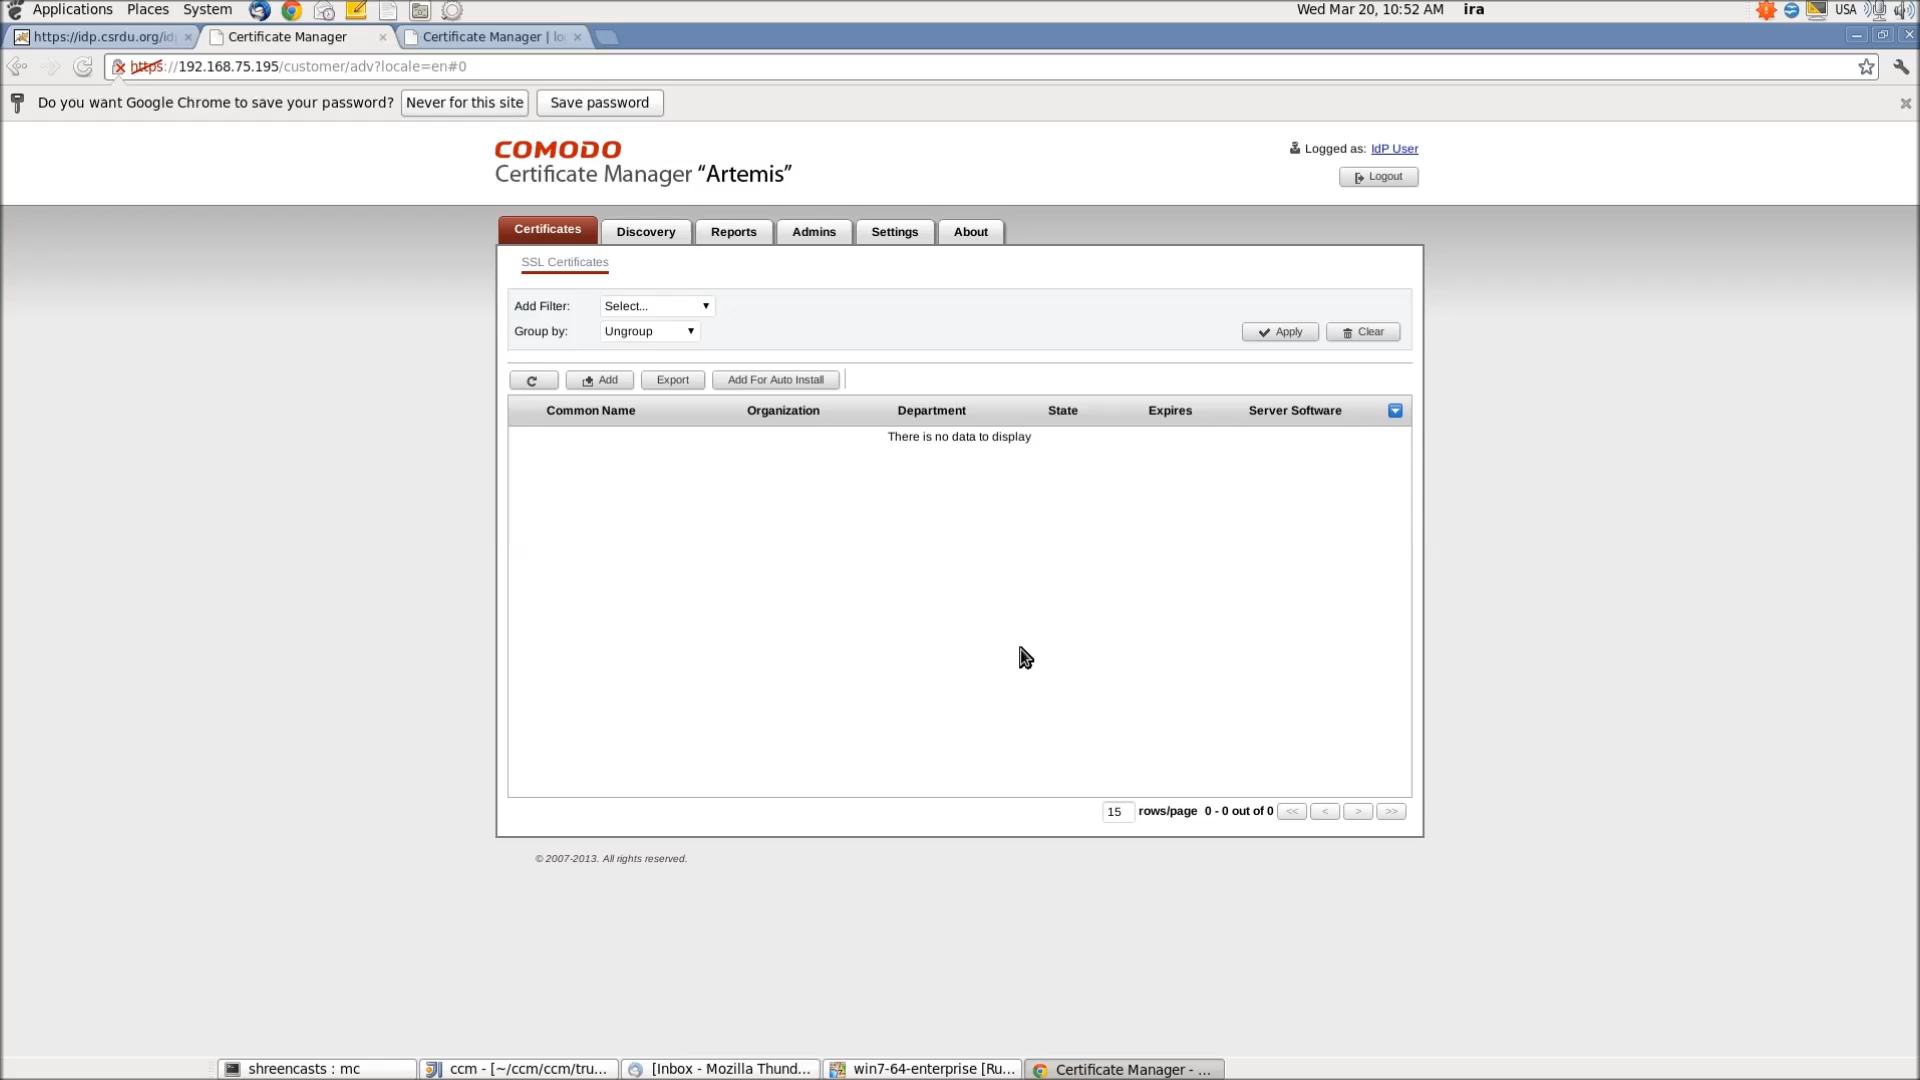 Applications Places System Wed Mar 20, 10:52 AM ira USA
https://idp.csrdu.org/id Certificate Manager Certificate Manager | lo
https://192.168.75.195/customer/adv?locale=en#0
Do you want Google Chrome to save your password? Never for this site Save password
COMODO
Certificate Manager “Artemis”
Logged as: IdP User
Logout
Certificates Discovery Reports Admins Settings About
SSL Certificates
Add Filter: Select...
Group by: Ungroup Apply Clear
Add Export Add For Auto Install
Common Name Organization Department State Expires Server Software
There is no data to display
15 rows/page 0 - 0 out of 0 << < > >>
© 2007-2013. All rights reserved.
shreencasts : mc ccm - [~/ccm/ccm/tru... [Inbox - Mozilla Thund... win7-64-enterprise [Ru... Certificate Manager - ...